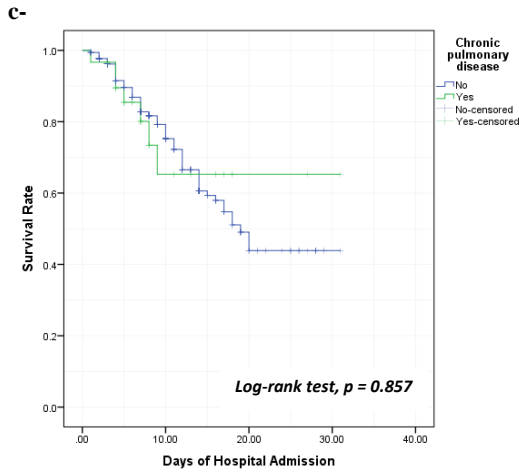 c-
Chronic
pulmonary
disease
No
Yes
No-censored
Yes-censored
Survival Rate
1.0
0.8
0.6
0.4
0.2
0.0
Log-rank test, p = 0.857
.00 10.00 20.00 30.00 40.00
Days of Hospital Admission